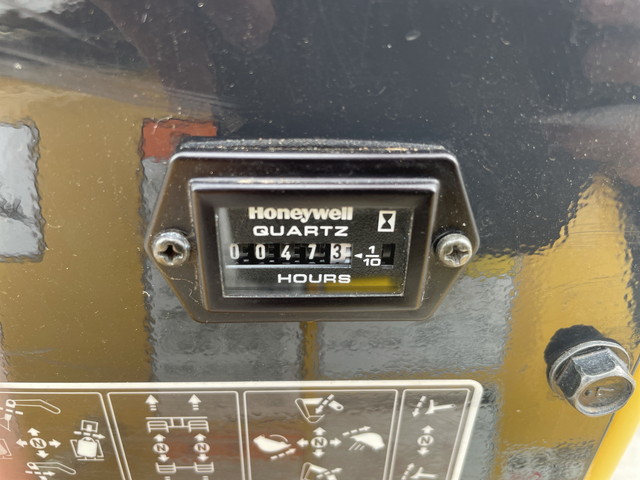 Honeywell
QUARTZ
0 0 4 7 3 ◄ 1/10
HOURS